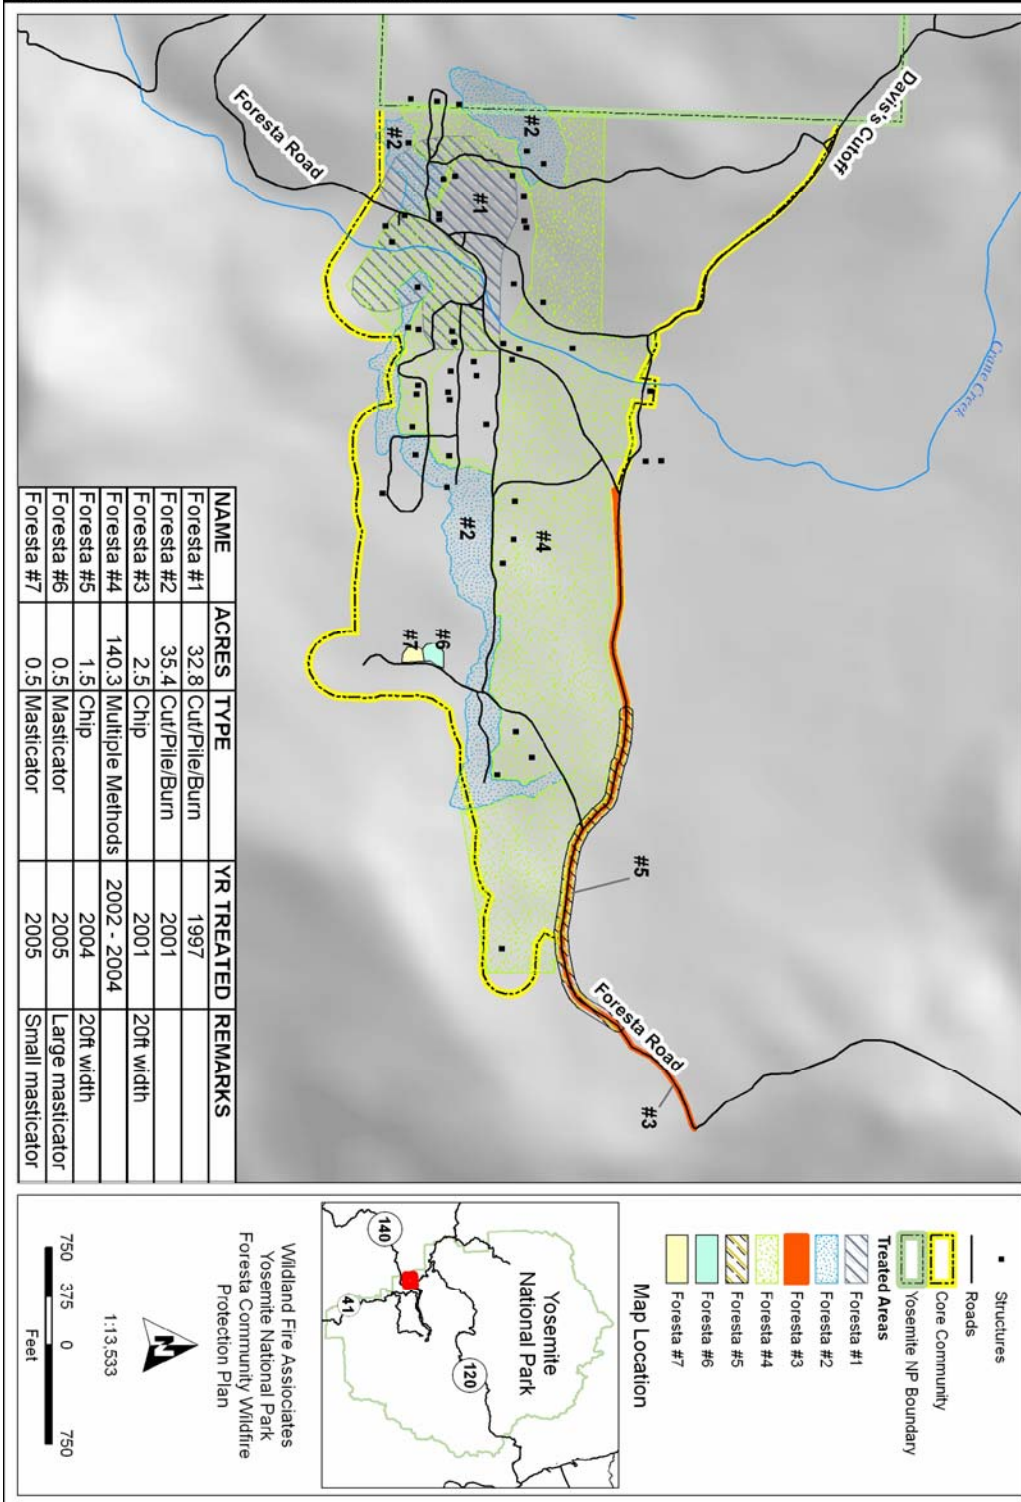 Davis's Cutoff
Crane Creek
Foresta Road
#2
#2
#1
#2
#4
#6
#7
#5
Foresta Road
#3
NAME ACRES TYPE YR TREATED REMARKS
Foresta #1 32.8 Cut/Pile/Burn 1997
Foresta #2 35.4 Cut/Pile/Burn 2001
Foresta #3 2.5 Chip 2001 20ft width
Foresta #4 140.3 Multiple Methods 2002 - 2004
Foresta #5 1.5 Chip 2004 20ft width
Foresta #6 0.5 Masticator 2005 Large masticator
Foresta #7 0.5 Masticator 2005 Small masticator
Structures
Roads
Core Community
Yosemite NP Boundary
Treated Areas
Foresta #1
Foresta #2
Foresta #3
Foresta #4
Foresta #5
Foresta #6
Foresta #7
Map Location
Yosemite
National Park
120
140
41
Wildland Fire Assiociates
Yosemite National Park
Foresta Community Wildfire
Protection Plan
N
1:13,533
750 375 0 750
Feet